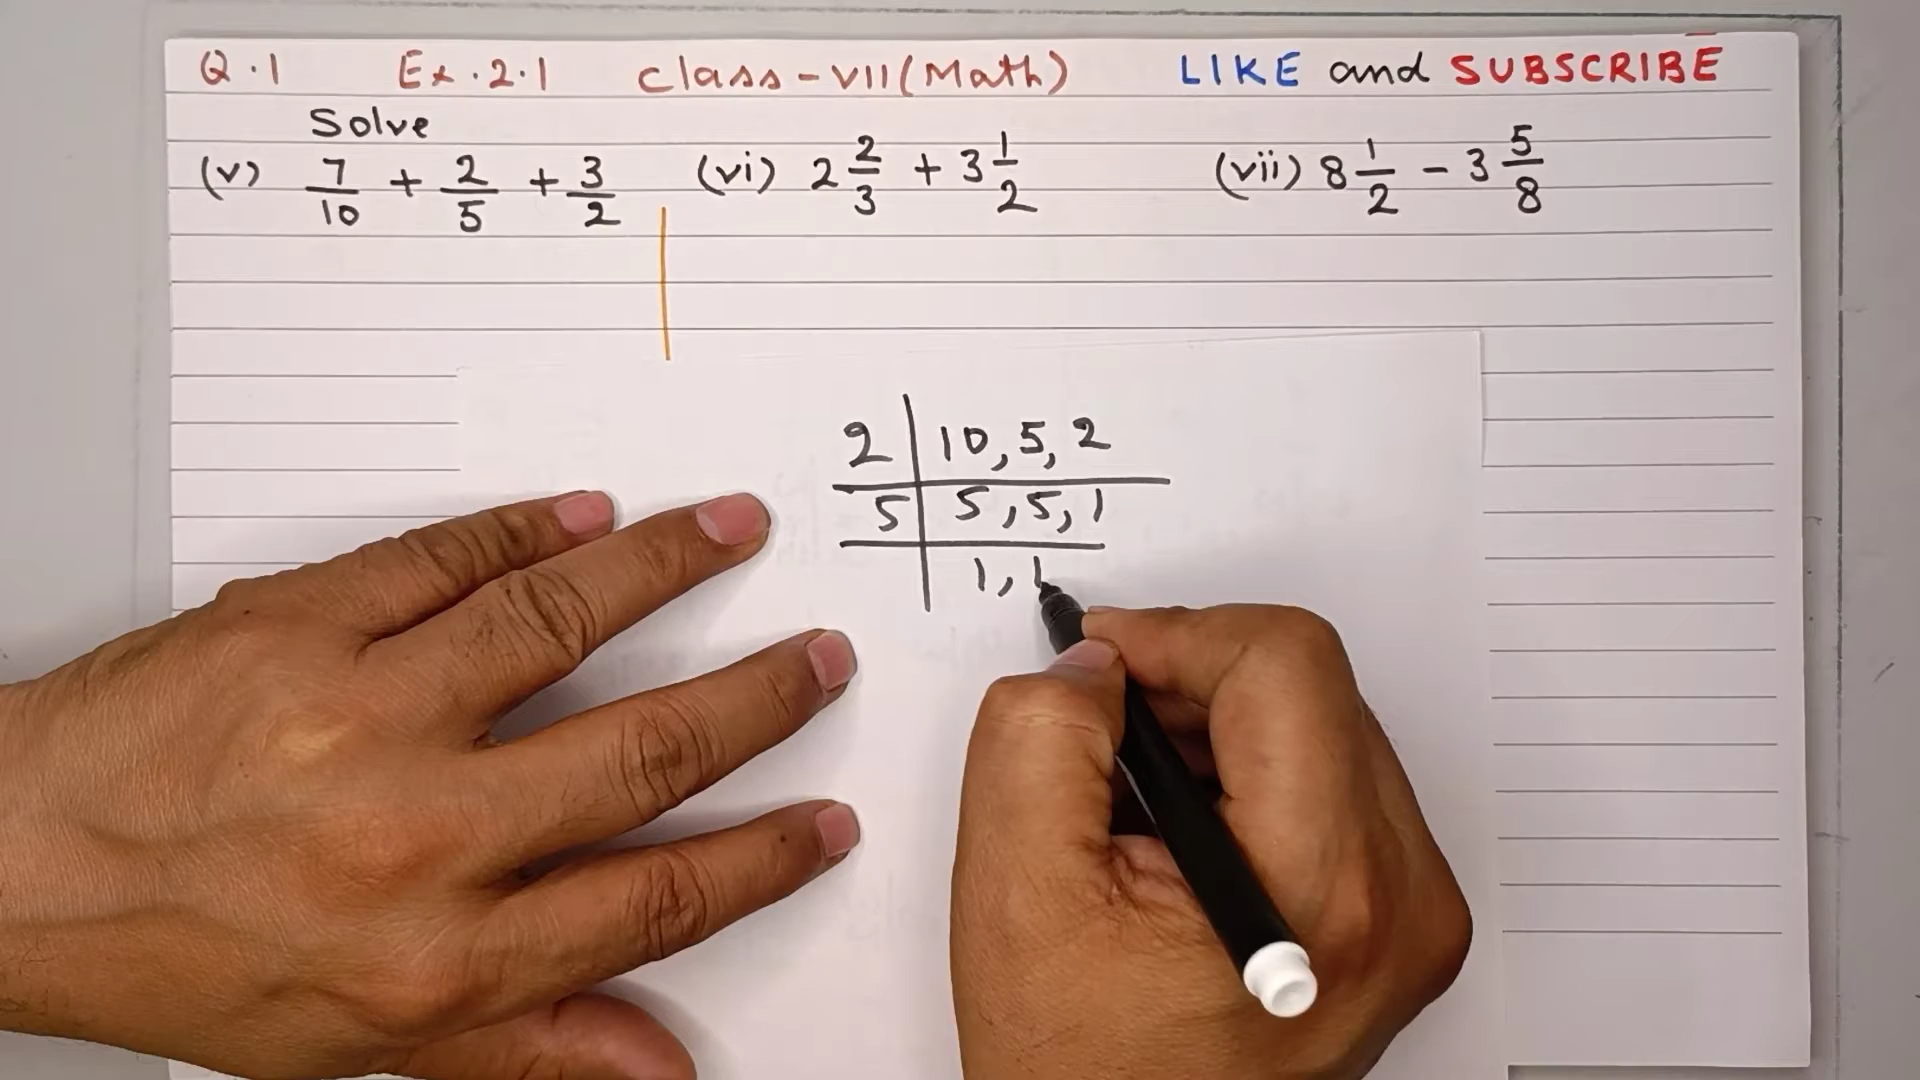 Q.1 Ex.2.1 Class-VII (Math) LIKE and SUBSCRIBE
Solve
(v) 7/10 + 2/5 + 3/2 (vi) 2 2/3 + 3 1/2 (vii) 8 1/2 - 3 5/8
2 | 10, 5, 2
5 | 5, 5, 1
1, 1